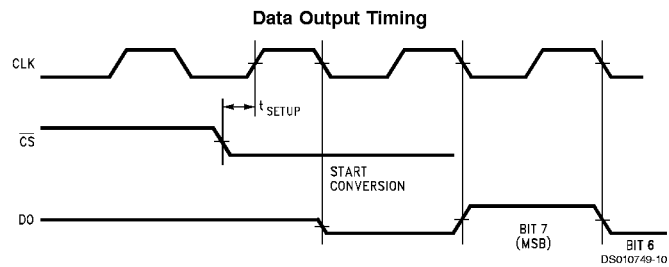 Data Output Timing
CLK
t SETUP
CS
START
CONVERSION
DO
BIT 7
(MSB)
BIT 6
DS010749-10